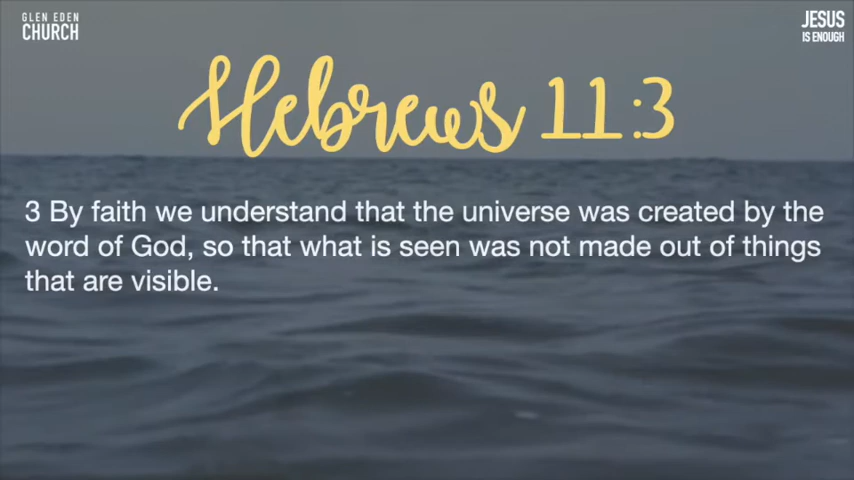 GLEN EDEN
CHURCH
JESUS
IS ENOUGH
Hebrews 11:3
3 By faith we understand that the universe was created by the
word of God, so that what is seen was not made out of things
that are visible.